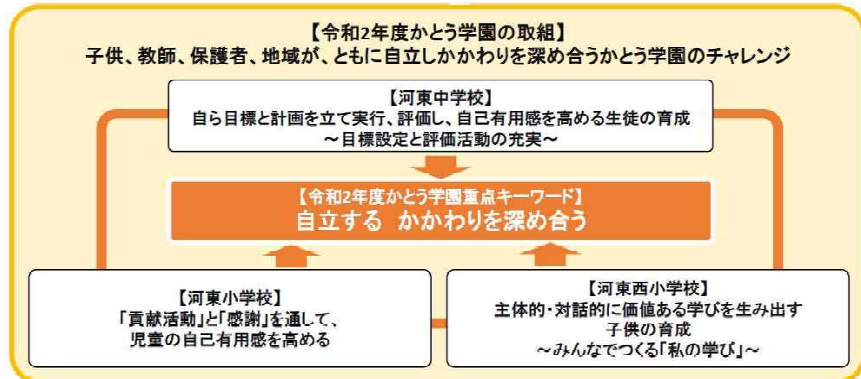 【令和2年度かとう学園の取組】
子供、教師、保護者、地域が、ともに自立しかかわりを深め合うかとう学園のチャレンジ
【河東中学校】
自ら目標と計画を立て実行、評価し、自己有用感を高める生徒の育成
～目標設定と評価活動の充実～
【令和2年度かとう学園重点キーワード】
自立する かかわりを深め合う
【河東小学校】
「貢献活動」と「感謝」を通して、
児童の自己有用感を高める
【河東西小学校】
主体的・対話的に価値ある学びを生み出す
子供の育成
～みんなでつくる「私の学び」～